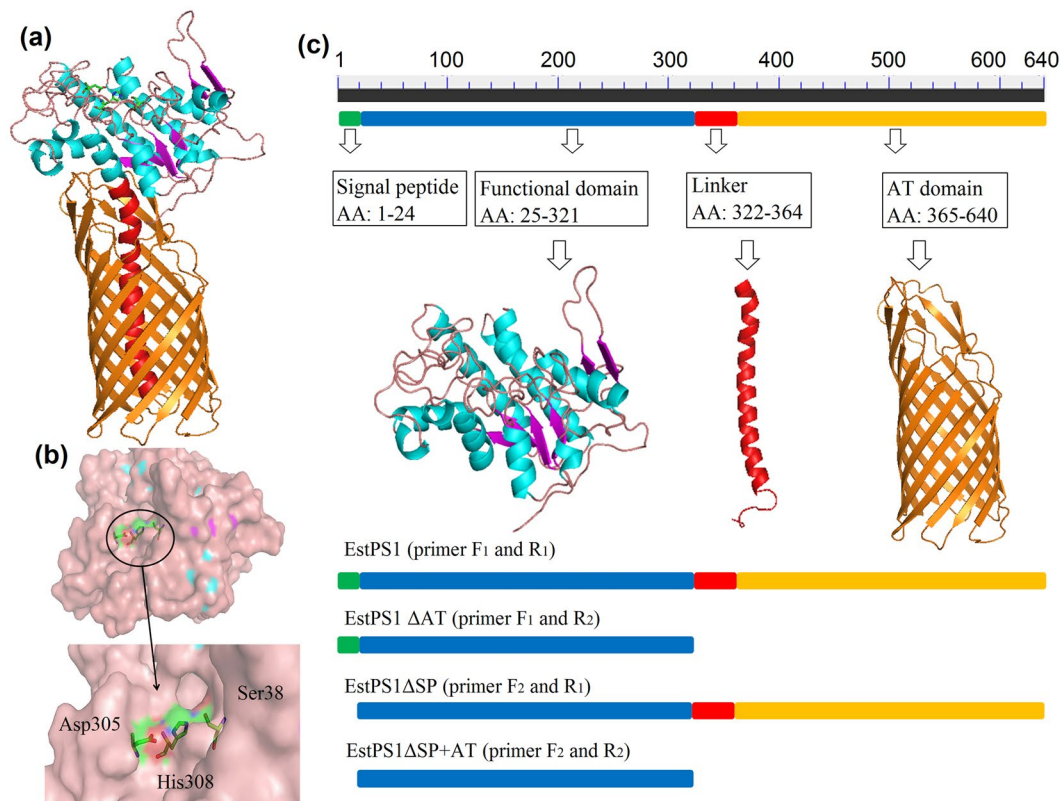 (a)
(c)
1 100 200 300 400 500 600 640
Signal peptide
AA: 1-24
Functional domain
AA: 25-321
Linker
AA: 322-364
AT domain
AA: 365-640
(b)
Asp305
Ser38
His308
EstPS1 (primer F₁ and R₁)
EstPS1 ΔAT (primer F₁ and R₂)
EstPS1ΔSP (primer F₂ and R₁)
EstPS1ΔSP+AT (primer F₂ and R₂)